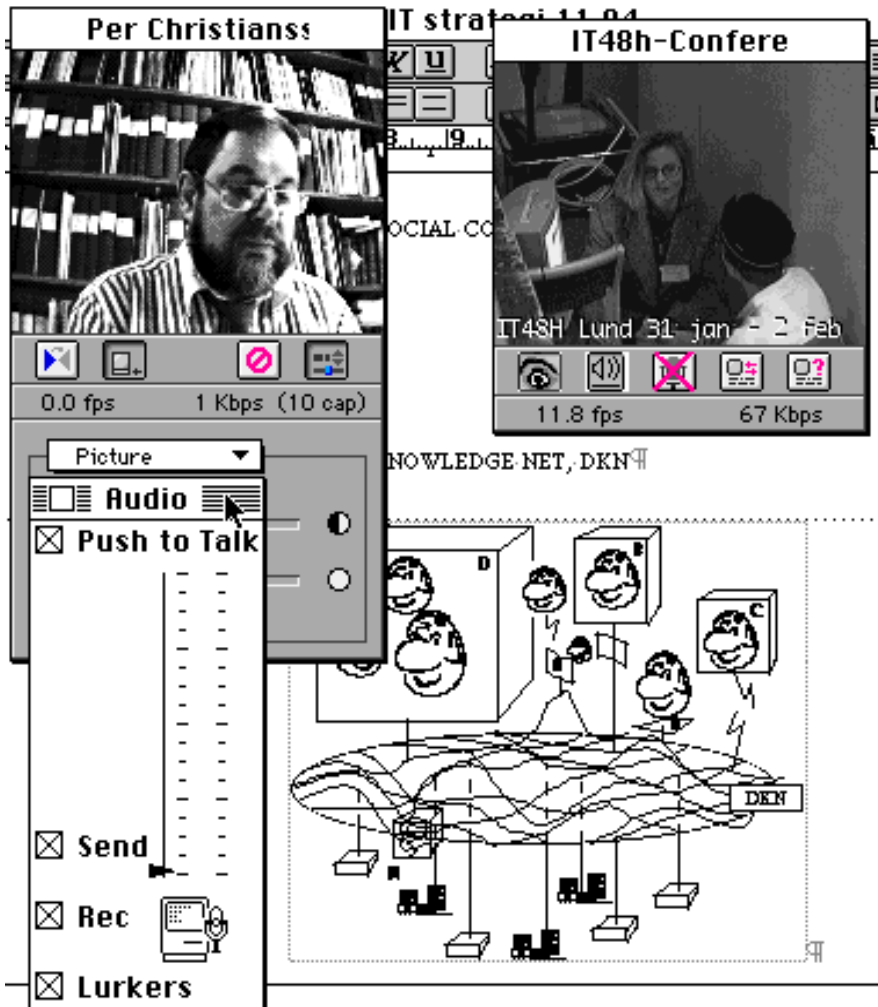 Per Christianss
IT strategi 11.94
IT48h-Confere
K U
9
OCIAL·CO
IT48H Lund 31 jan - 2 feb
0.0 fps 1 Kbps (10 cap)
11.8 fps 67 Kbps
Picture
NOWLEDGE·NET,·DKN¶
Audio
Push to Talk
D
B
C
DKN
Send
Rec
Lurkers
¶